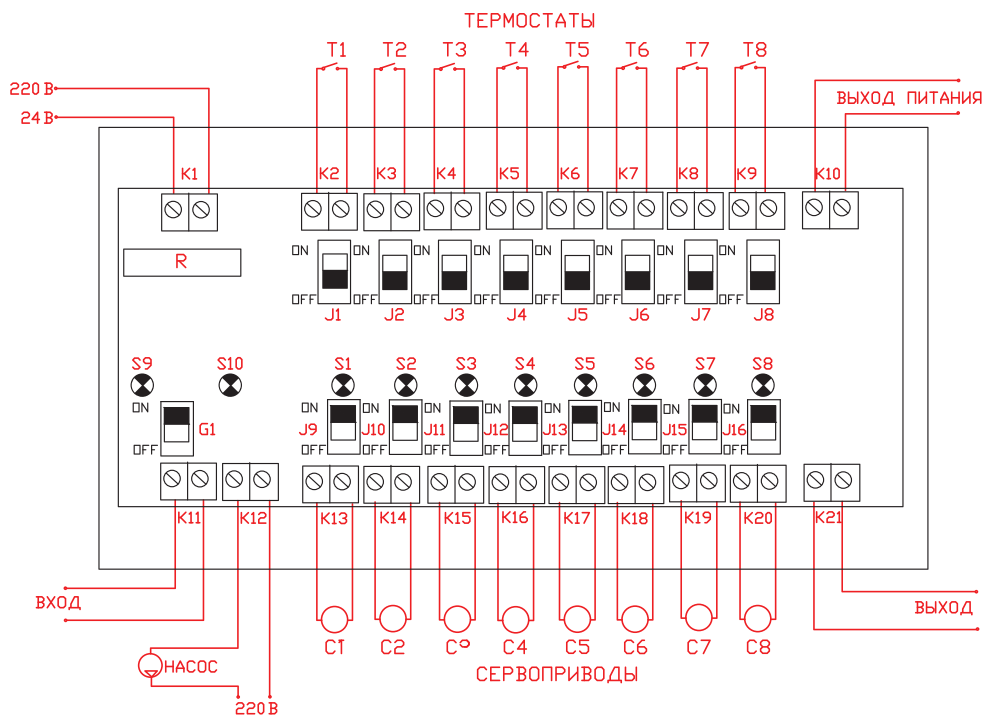 ТЕРМОСТАТЫ
T1 T2 T3 T4 T5 T6 T7 T8
220 В
24 В
ВЫХОД ПИТАНИЯ
K1 K2 K3 K4 K5 K6 K7 K8 K9 K10
R
ON ON ON ON ON ON ON ON
OFF OFF OFF OFF OFF OFF OFF OFF
J1 J2 J3 J4 J5 J6 J7 J8
S9 S10 S1 S2 S3 S4 S5 S6 S7 S8
ON ON ON ON ON ON ON ON ON
G1 J9 J10 J11 J12 J13 J14 J15 J16
OFF OFF OFF OFF OFF OFF OFF OFF OFF
K11 K12 K13 K14 K15 K16 K17 K18 K19 K20 K21
ВХОД
ВЫХОД
C1 C2 C4 C5 C6 C7 C8
НАСОС
СЕРВОПРИВОДЫ
220 В